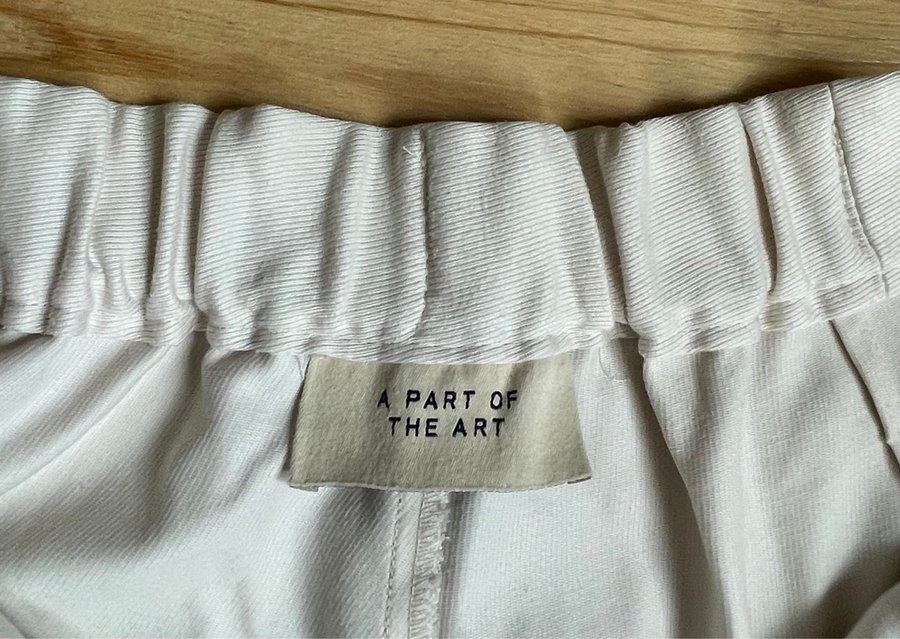 A PART OF
THE ART